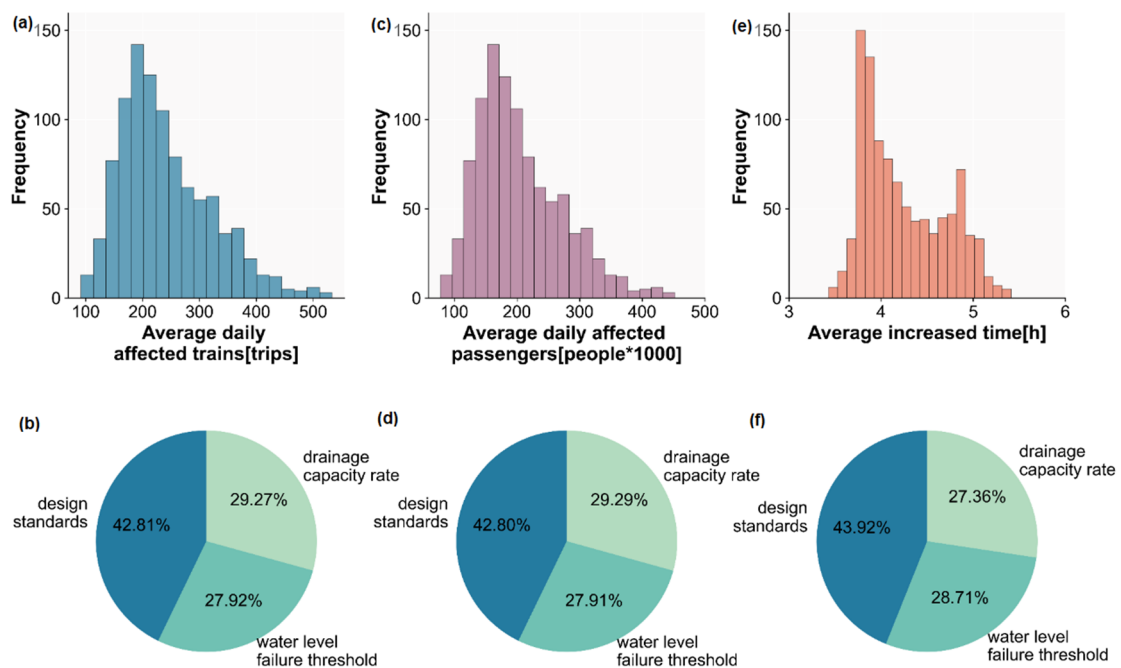 (a)
150
100
50
0
Frequency
100 200 300 400 500
Average daily
affected trains[trips]
(c)
150
100
50
0
Frequency
100 200 300 400 500
Average daily affected
passengers[people*1000]
(e)
150
100
50
0
Frequency
3 4 5 6
Average increased time[h]
(b)
design
standards
42.81%
drainage
capacity rate
29.27%
27.92%
water level
failure threshold
(d)
design
standards
42.80%
drainage
capacity rate
29.29%
27.91%
water level
failure threshold
(f)
design
standards
43.92%
drainage
capacity rate
27.36%
28.71%
water level
failure threshold